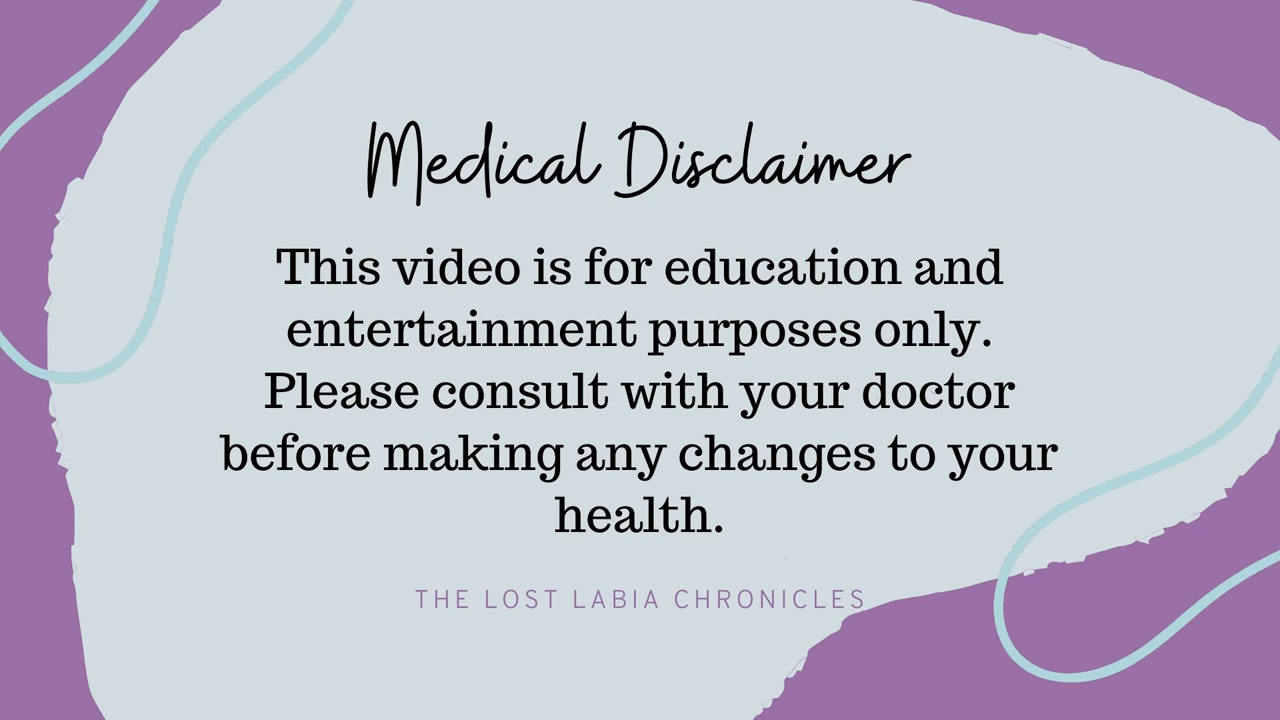 Medical Disclaimer
This video is for education and
entertainment purposes only.
Please consult with your doctor
before making any changes to your
health.
THE LOST LABIA CHRONICLES